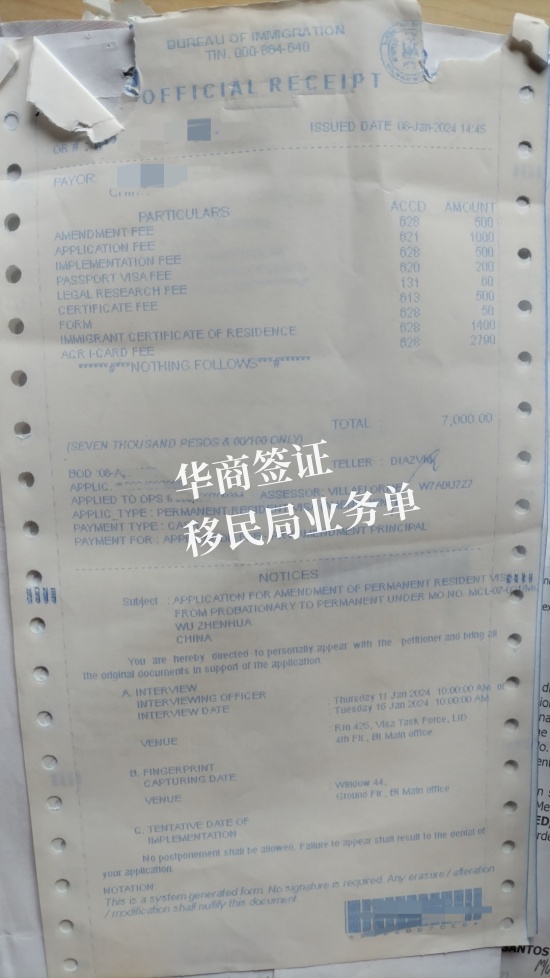 BUREAU OF IMMIGRATION
TIN. 000-864-640
OFFICIAL RECEIPT
ISSUED DATE 08-Jan-2024 14:45
OR #
PAYOR
PARTICULARS ACCD AMOUNT
AMENDMENT FEE 628 500
APPLICATION FEE 621 1000
IMPLEMENTATION FEE 628 500
PASSPORT VISA FEE 620 200
LEGAL RESEARCH FEE 131 60
CERTIFICATE FEE 613 500
FORM 628 50
IMMIGRANT CERTIFICATE OF RESIDENCE 628 1400
ACR I-CARD FEE 628 2790
NOTHING FOLLOWS
TOTAL : 7,000.00
(SEVEN THOUSAND PESOS & 00/100 ONLY)
TELLER :
APPLIC
APPLIED TO OPS ASSESSOR:
APPLIC_TYPE : PERMANENT RESIDENT
PAYMENT TYPE :
PAYMENT FOR : AMENDMENT PRINCIPAL
华商签证
移民局业务单
NOTICES
Subject : APPLICATION FOR AMENDMENT OF PERMANENT RESIDENT VISA
FROM PROBATIONARY TO PERMANENT UNDER MO NO.
WU ZHENHUA
CHINA
You are hereby directed to personally appear with the petitioner and bring all
the original documents in support of the application.
A. INTERVIEW
INTERVIEWING OFFICER
INTERVIEW DATE : Thursday 11 Jan 2024 10:00:00 AM or
Tuesday 16 Jan 2024 10:00:00 AM
VENUE : Rm 425, Visa Task Force, LID
4th Flr., BI Main office
B. FINGERPRINT
CAPTURING DATE
VENUE : Window 44,
Ground Flr., BI Main office
C. TENTATIVE DATE OF
IMPLEMENTATION
No postponement shall be allowed. Failure to appear shall result to the denial of
your application.
NOTATION
This is a system generated form. No signature is required. Any erasure / alteration
/ modification shall nullify this document.